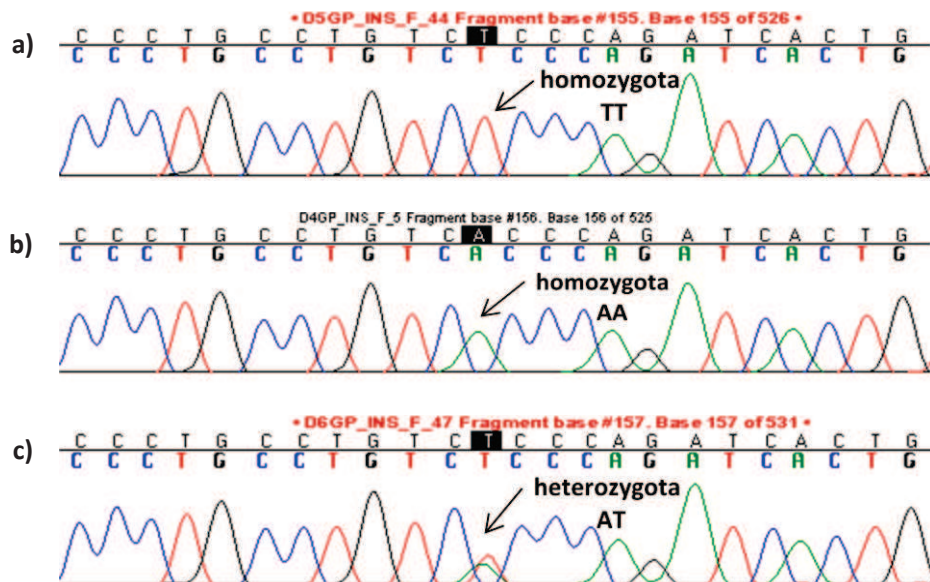 • D5GP_INS_F_44 Fragment base #155. Base 155 of 526 •
a)
C C C T G C C T G T C T C C C A G A T C A C T G
C C C T G C C T G T C T C C C A G A T C A C T G
homozygota
TT
D4GP_INS_F_5 Fragment base #156. Base 156 of 525
b)
C C C T G C C T G T C A C C C A G A T C A C T G
C C C T G C C T G T C A C C C A G A T C A C T G
homozygota
AA
• D6GP_INS_F_47 Fragment base #157. Base 157 of 531 •
c)
C C C T G C C T G T C T C C C A G A T C A C T G
C C C T G C C T G T C T C C C A G A T C A C T G
heterozygota
AT